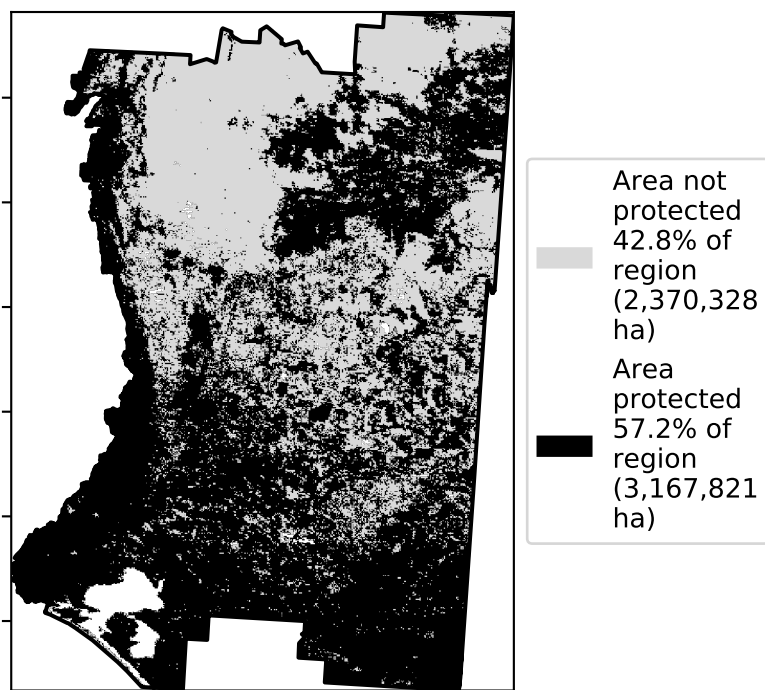 Area not
protected
42.8% of
region
(2,370,328
ha)
Area
protected
57.2% of
region
(3,167,821
ha)